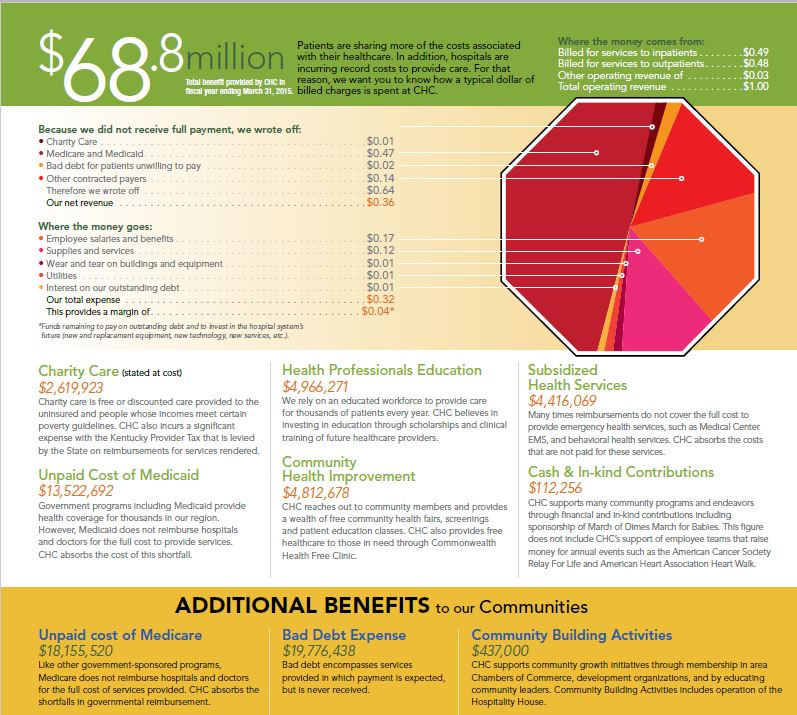 $68.8 million
Total benefit provided by CHC in
fiscal year ending March 31, 2015.
Patients are sharing more of the costs associated
with their healthcare. In addition, hospitals are
incurring record costs to provide care. For that
reason, we want you to know how a typical dollar of
billed charges is spent at CHC.
Where the money comes from:
Billed for services to inpatients . . . . . . . $0.49
Billed for services to outpatients. . . . . . $0.48
Other operating revenue of . . . . . . . . . $0.03
Total operating revenue . . . . . . . . . . . . $1.00
Because we did not receive full payment, we wrote off:
• Charity Care $0.01
• Medicare and Medicaid $0.47
• Bad debt for patients unwilling to pay $0.02
• Other contracted payers $0.14
Therefore we wrote off $0.64
Our net revenue $0.36
Where the money goes:
• Employee salaries and benefits $0.17
• Supplies and services $0.12
• Wear and tear on buildings and equipment $0.01
• Utilities $0.01
• Interest on our outstanding debt $0.01
Our total expense $0.32
This provides a margin of $0.04*
*Funds remaining to pay on outstanding debt and to invest in the hospital system's
future (new and replacement equipment, new technology, new services, etc.).
Charity Care (stated at cost)
$2,619,923
Charity care is free or discounted care provided to the
uninsured and people whose incomes meet certain
poverty guidelines. CHC also incurs a significant
expense with the Kentucky Provider Tax that is levied
by the State on reimbursements for services rendered.
Unpaid Cost of Medicaid
$13,522,692
Government programs including Medicaid provide
health coverage for thousands in our region.
However, Medicaid does not reimburse hospitals
and doctors for the full cost to provide services.
CHC absorbs the cost of this shortfall.
Health Professionals Education
$4,966,271
We rely on an educated workforce to provide care
for thousands of patients every year. CHC believes in
investing in education through scholarships and clinical
training of future healthcare providers.
Community
Health Improvement
$4,812,678
CHC reaches out to community members and provides
a wealth of free community health fairs, screenings
and patient education classes. CHC also provides free
healthcare to those in need through Commonwealth
Health Free Clinic.
Subsidized
Health Services
$4,416,069
Many times reimbursements do not cover the full cost to
provide emergency health services, such as Medical Center
EMS, and behavioral health services. CHC absorbs the costs
that are not paid for these services.
Cash & In-kind Contributions
$112,256
CHC supports many community programs and endeavors
through financial and in-kind contributions including
sponsorship of March of Dimes March for Babies. This figure
does not include CHC's support of employee teams that raise
money for annual events such as the American Cancer Society
Relay For Life and American Heart Association Heart Walk.
ADDITIONAL BENEFITS to our Communities
Unpaid cost of Medicare
$18,155,520
Like other government-sponsored programs,
Medicare does not reimburse hospitals and doctors
for the full cost of services provided. CHC absorbs the
shortfalls in governmental reimbursement.
Bad Debt Expense
$19,776,438
Bad debt encompasses services
provided in which payment is expected,
but is never received.
Community Building Activities
$437,000
CHC supports community growth initiatives through membership in area
Chambers of Commerce, development organizations, and by educating
community leaders. Community Building Activities includes operation of the
Hospitality House.